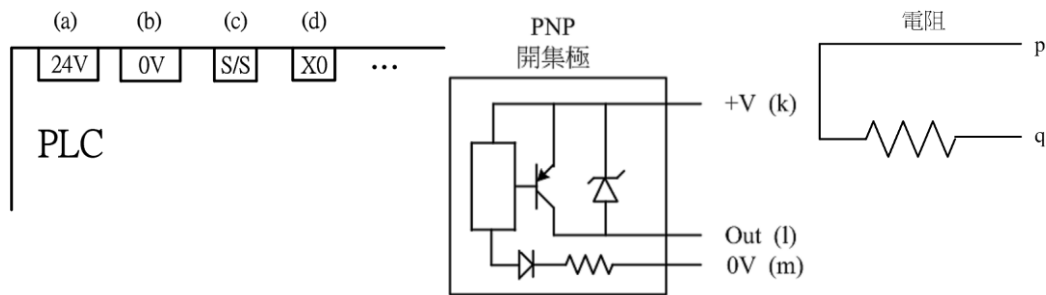 (a) (b) (c) (d)
24V 0V S/S X0 ...
PLC
PNP
開集極
+V (k)
Out (l)
0V (m)
電阻
p
q